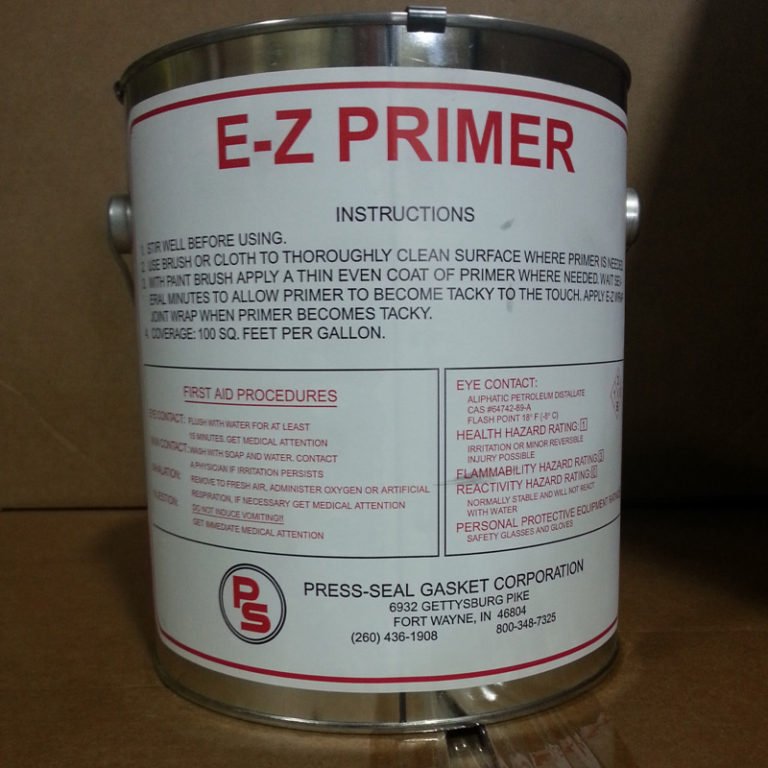 E-Z PRIMER
INSTRUCTIONS
1. STIR WELL BEFORE USING.
2. USE BRUSH OR CLOTH TO THOROUGHLY CLEAN SURFACE WHERE PRIMER IS NEEDED
3. WITH PAINT BRUSH APPLY A THIN EVEN COAT OF PRIMER WHERE NEEDED. WAIT SEV-
ERAL MINUTES TO ALLOW PRIMER TO BECOME TACKY TO THE TOUCH. APPLY E-Z WRAP
JOINT WRAP WHEN PRIMER BECOMES TACKY.
4. COVERAGE: 100 SQ. FEET PER GALLON.
FIRST AID PROCEDURES
EYE CONTACT: FLUSH WITH WATER FOR AT LEAST
15 MINUTES. GET MEDICAL ATTENTION
SKIN CONTACT: WASH WITH SOAP AND WATER. CONTACT
A PHYSICIAN IF IRRITATION PERSISTS
INHALATION: REMOVE TO FRESH AIR, ADMINISTER OXYGEN OR ARTIFICIAL
RESPIRATION, IF NECESSARY GET MEDICAL ATTENTION
INGESTION: DO NOT INDUCE VOMITING!!
GET IMMEDIATE MEDICAL ATTENTION
EYE CONTACT:
ALIPHATIC PETROLEUM DISTALLATE
CAS #64742-89-A
FLASH POINT 18° F (-8° C)
HEALTH HAZARD RATING: 1
IRRITATION OR MINOR REVERSIBLE
INJURY POSSIBLE
FLAMMABILITY HAZARD RATING:
REACTIVITY HAZARD RATING:
NORMALLY STABLE AND WILL NOT REACT
WITH WATER
PERSONAL PROTECTIVE EQUIPMENT
SAFETY GLASSES AND GLOVES
PS
PRESS-SEAL GASKET CORPORATION
6932 GETTYSBURG PIKE
FORT WAYNE, IN 46804
(260) 436-1908 800-348-7325